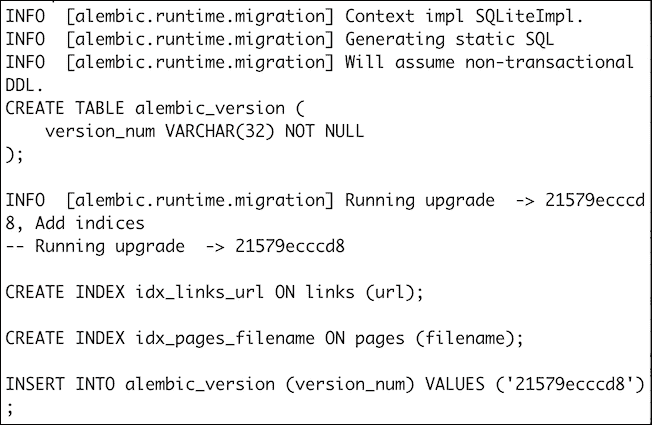 INFO  [alembic.runtime.migration] Context impl SQLiteImpl.
INFO  [alembic.runtime.migration] Generating static SQL
INFO  [alembic.runtime.migration] Will assume non-transactional
DDL.
CREATE TABLE alembic_version (
    version_num VARCHAR(32) NOT NULL
);
INFO  [alembic.runtime.migration] Running upgrade  -> 21579ecccd
8, Add indices
-- Running upgrade  -> 21579ecccd8
CREATE INDEX idx_links_url ON links (url);
CREATE INDEX idx_pages_filename ON pages (filename);
INSERT INTO alembic_version (version_num) VALUES ('21579ecccd8')
;